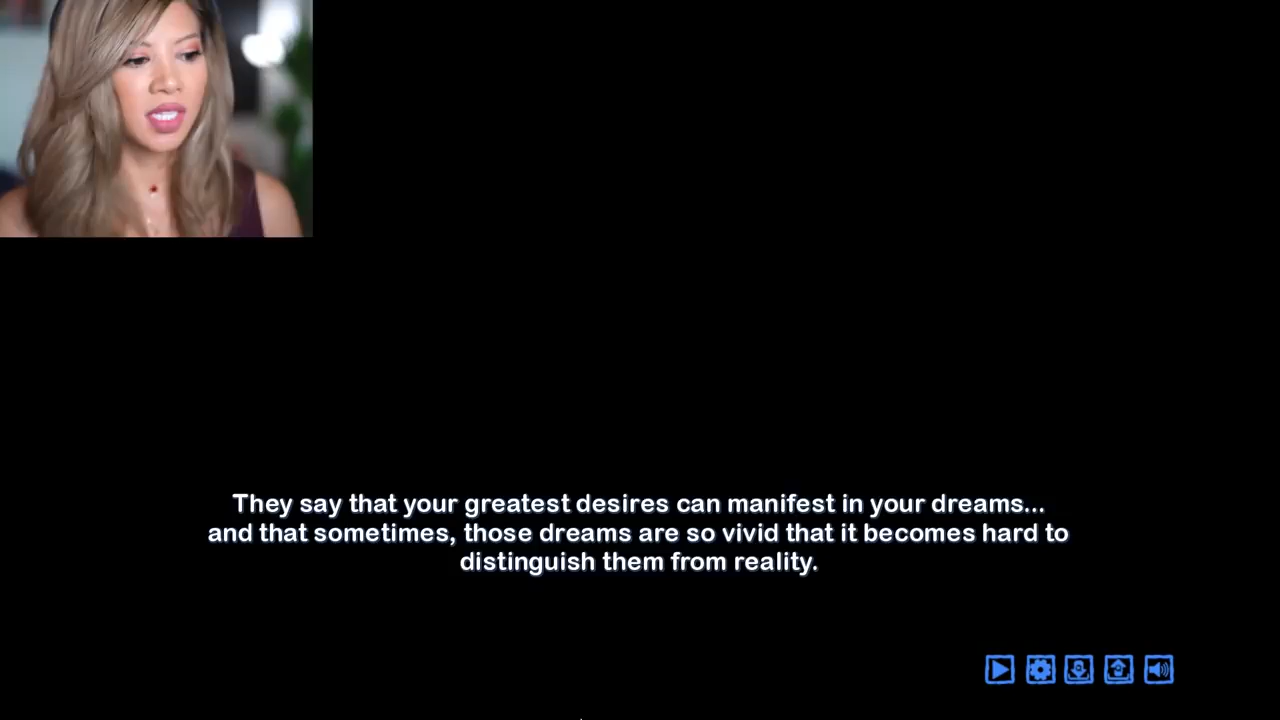 They say that your greatest desires can manifest in your dreams...
and that sometimes, those dreams are so vivid that it becomes hard to
distinguish them from reality.